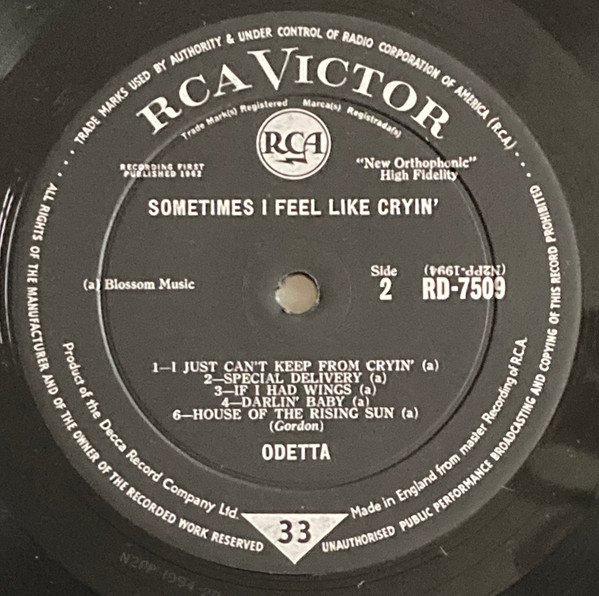 TRADE MARKS USED BY AUTHORITY & UNDER CONTROL OF RADIO CORPORATION OF AMERICA (R.C.A.)
RCA VICTOR
Trade Mark(s) Registered Marca(s) Registrada(s)
RCA
RECORDING FIRST
PUBLISHED 1962
"New Orthophonic"
High Fidelity
SOMETIMES I FEEL LIKE CRYIN'
(a) Blossom Music
Side
2
(N2PP-1994)
RD-7509
1—I JUST CAN'T KEEP FROM CRYIN' (a)
2—SPECIAL DELIVERY (a)
3—IF I HAD WINGS (a)
4—DARLIN' BABY (a)
6—HOUSE OF THE RISING SUN (a)
(Gordon)
ODETTA
Product of the Decca Record Company Ltd.
33
Made in England from master Recording of R.C.A.
ALL RIGHTS OF THE MANUFACTURER AND OF THE OWNER OF THE RECORDED WORK RESERVED
UNAUTHORISED PUBLIC PERFORMANCE BROADCASTING AND COPYING OF THIS RECORD PROHIBITED